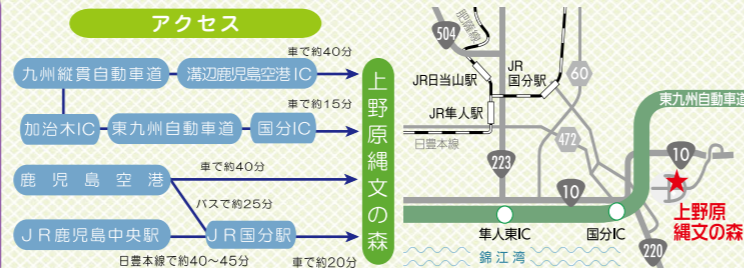 アクセス
車で約40分
九州縦貫自動車道
溝辺鹿児島空港IC
車で約15分
加治木IC
東九州自動車道
国分IC
車で約40分
鹿児島空港
バスで約25分
JR鹿児島中央駅
JR国分駅
日豊本線で約40〜45分
車で約20分
上野原縄文の森
肥薩線
504
JR日当山駅
JR
国分駅
60
JR隼人駅
東九州自動車道
日豊本線
472
223
10
10
上野原
縄文の森
隼人東IC
国分IC
220
錦江湾